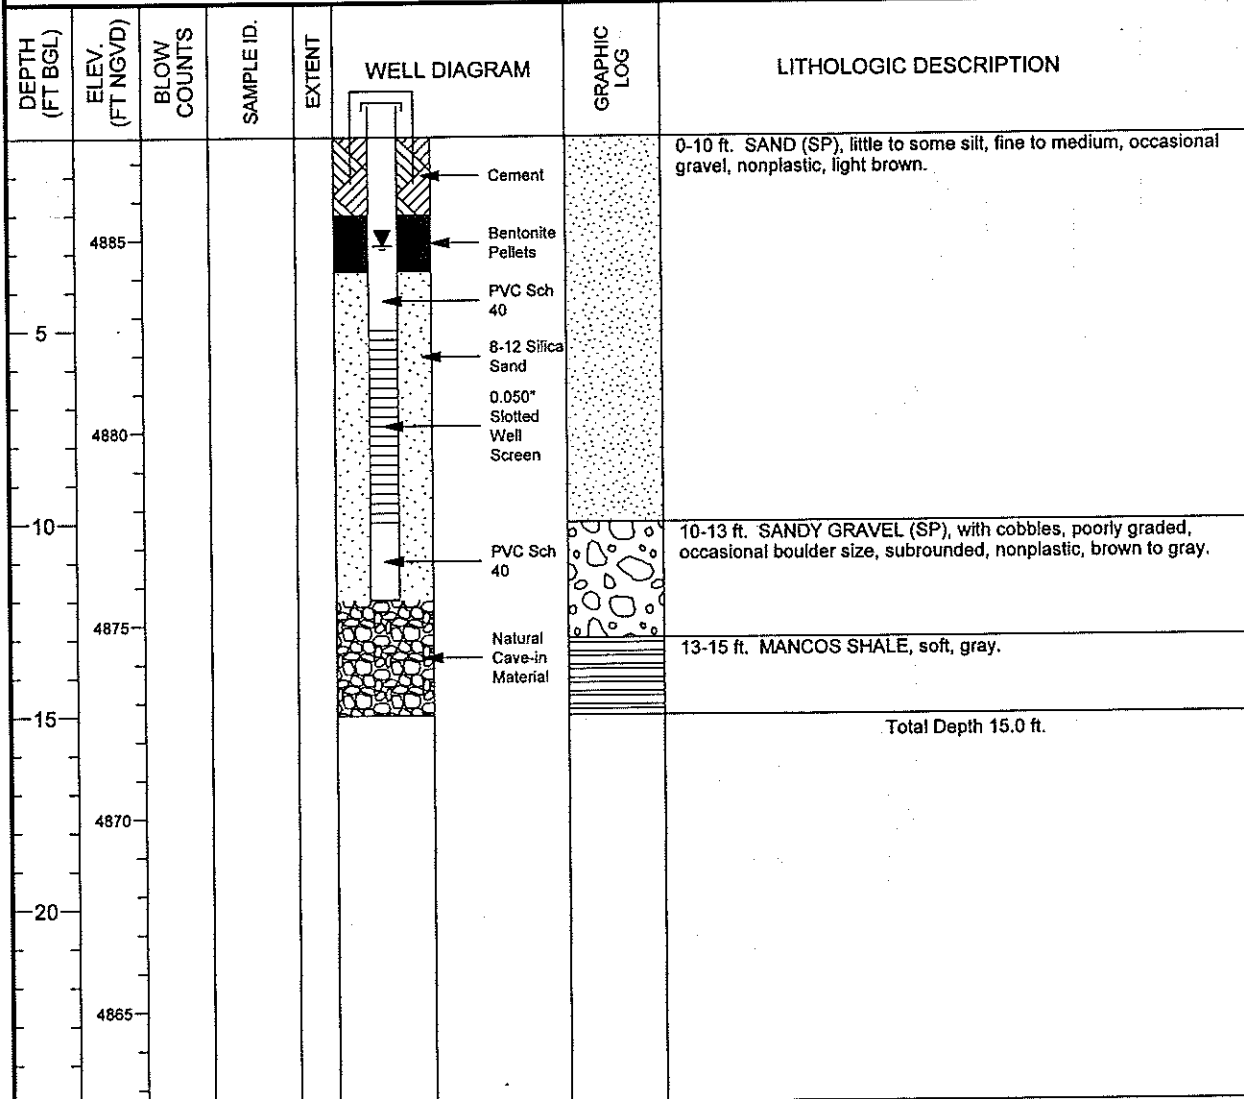 DEPTH
(FT BGL)
ELEV.
(FT NGVD)
BLOW
COUNTS
SAMPLE ID.
EXTENT
WELL DIAGRAM
GRAPHIC
LOG
LITHOLOGIC DESCRIPTION
0-10 ft. SAND (SP), little to some silt, fine to medium, occasional
gravel, nonplastic, light brown.
Cement
4885
Bentonite
Pellets
PVC Sch
40
5
8-12 Silica
Sand
0.050"
Slotted
Well
Screen
4880
10
10-13 ft. SANDY GRAVEL (SP), with cobbles, poorly graded,
occasional boulder size, subrounded, nonplastic, brown to gray.
PVC Sch
40
4875
Natural
Cave-in
Material
13-15 ft. MANCOS SHALE, soft, gray.
15
Total Depth 15.0 ft.
4870
20
4865